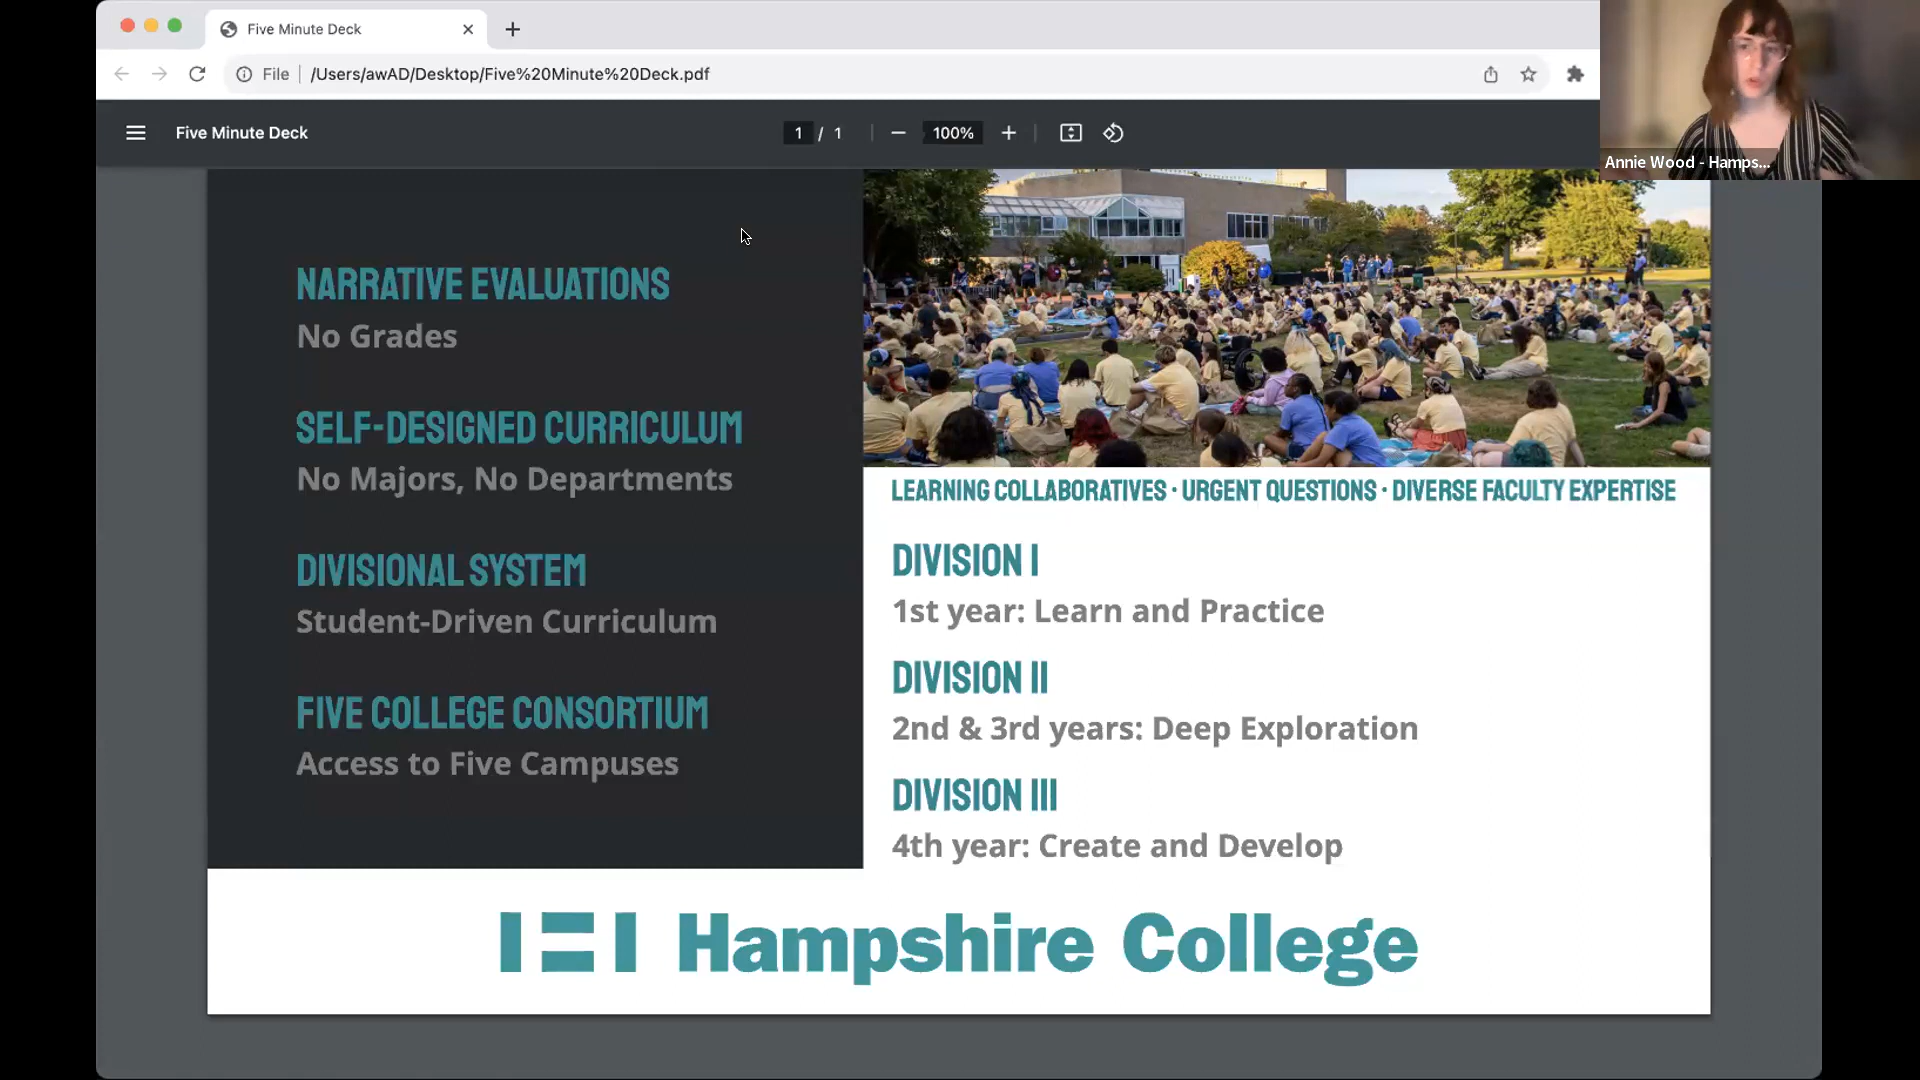 Five Minute Deck
File
/Users/awAD/Desktop/Five%20Minute%20Deck.pdf
Five Minute Deck
1 / 1
100%
Annie Wood - Hamps...
NARRATIVE EVALUATIONS
No Grades
SELF-DESIGNED CURRICULUM
No Majors, No Departments
DIVISIONAL SYSTEM
Student-Driven Curriculum
FIVE COLLEGE CONSORTIUM
Access to Five Campuses
LEARNING COLLABORATIVES · URGENT QUESTIONS · DIVERSE FACULTY EXPERTISE
DIVISION I
1st year: Learn and Practice
DIVISION II
2nd & 3rd years: Deep Exploration
DIVISION III
4th year: Create and Develop
Hampshire College